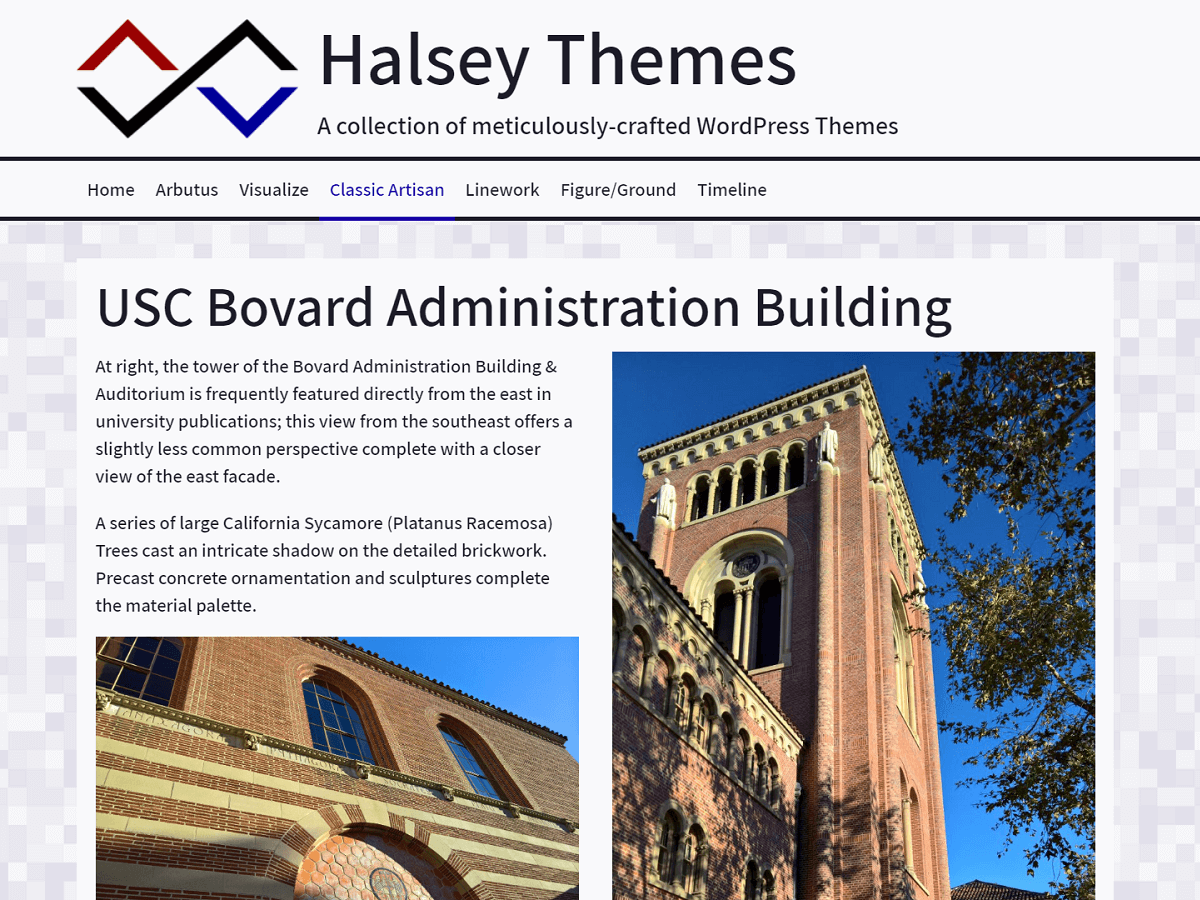 Halsey Themes
A collection of meticulously-crafted WordPress Themes
Home Arbutus Visualize Classic Artisan Linework Figure/Ground Timeline
USC Bovard Administration Building
At right, the tower of the Bovard Administration Building &
Auditorium is frequently featured directly from the east in
university publications; this view from the southeast offers a
slightly less common perspective complete with a closer
view of the east facade.
A series of large California Sycamore (Platanus Racemosa)
Trees cast an intricate shadow on the detailed brickwork.
Precast concrete ornamentation and sculptures complete
the material palette.